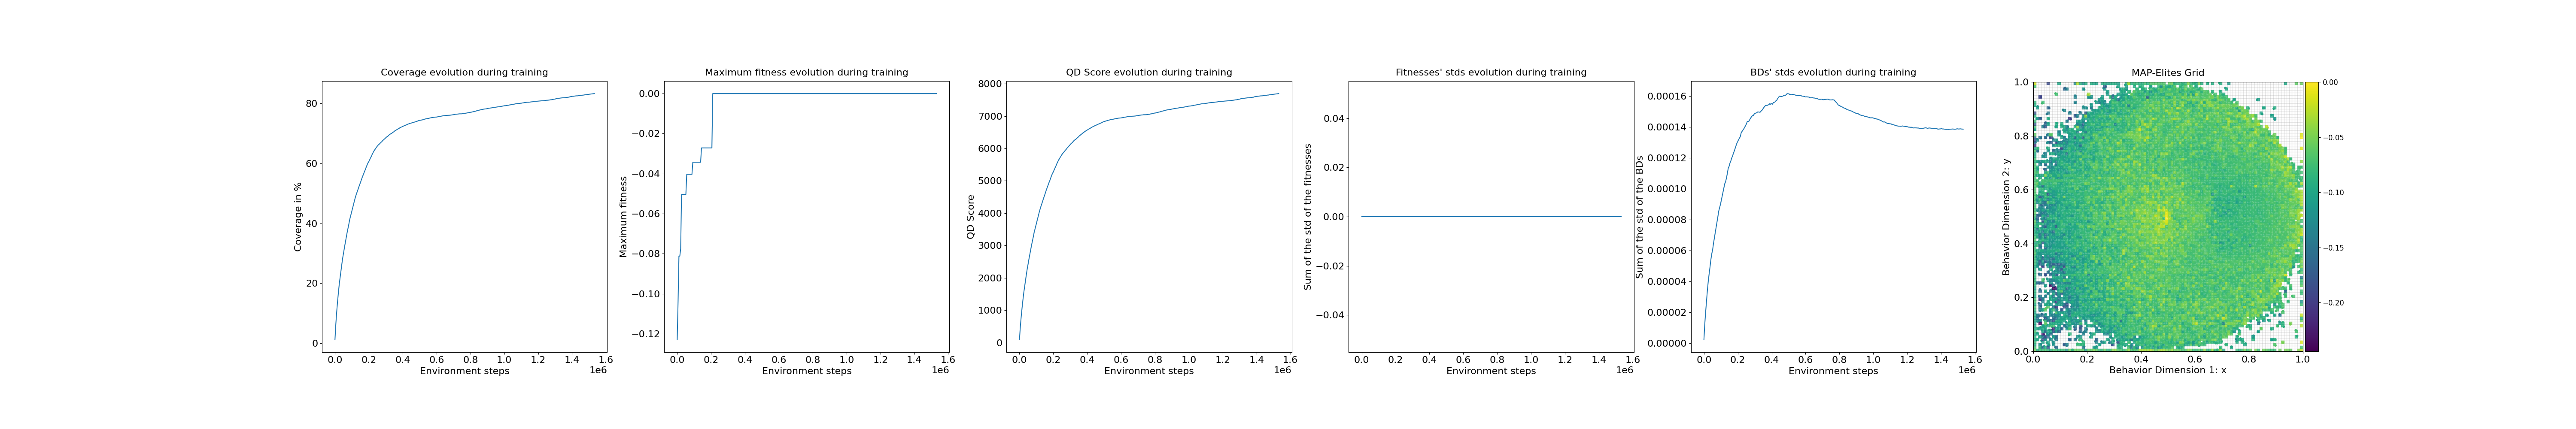 Coverage evolution during training
Coverage in %
80
60
40
20
0
0.0 0.2 0.4 0.6 0.8 1.0 1.2 1.4 1.6
1e6
Environment steps
Maximum fitness evolution during training
Maximum fitness
0.00
−0.02
−0.04
−0.06
−0.08
−0.10
−0.12
0.0 0.2 0.4 0.6 0.8 1.0 1.2 1.4 1.6
1e6
Environment steps
QD Score evolution during training
QD Score
8000
7000
6000
5000
4000
3000
2000
1000
0
0.0 0.2 0.4 0.6 0.8 1.0 1.2 1.4 1.6
1e6
Environment steps
Fitnesses' stds evolution during training
Sum of the std of the fitnesses
0.04
0.02
0.00
−0.02
−0.04
0.0 0.2 0.4 0.6 0.8 1.0 1.2 1.4 1.6
1e6
Environment steps
BDs' stds evolution during training
Sum of the std of the BDs
0.00016
0.00014
0.00012
0.00010
0.00008
0.00006
0.00004
0.00002
0.00000
0.0 0.2 0.4 0.6 0.8 1.0 1.2 1.4 1.6
1e6
Environment steps
MAP-Elites Grid
Behavior Dimension 2: y
1.0
0.8
0.6
0.4
0.2
0.0
0.0 0.2 0.4 0.6 0.8 1.0
Behavior Dimension 1: x
0.00
−0.05
−0.10
−0.15
−0.20